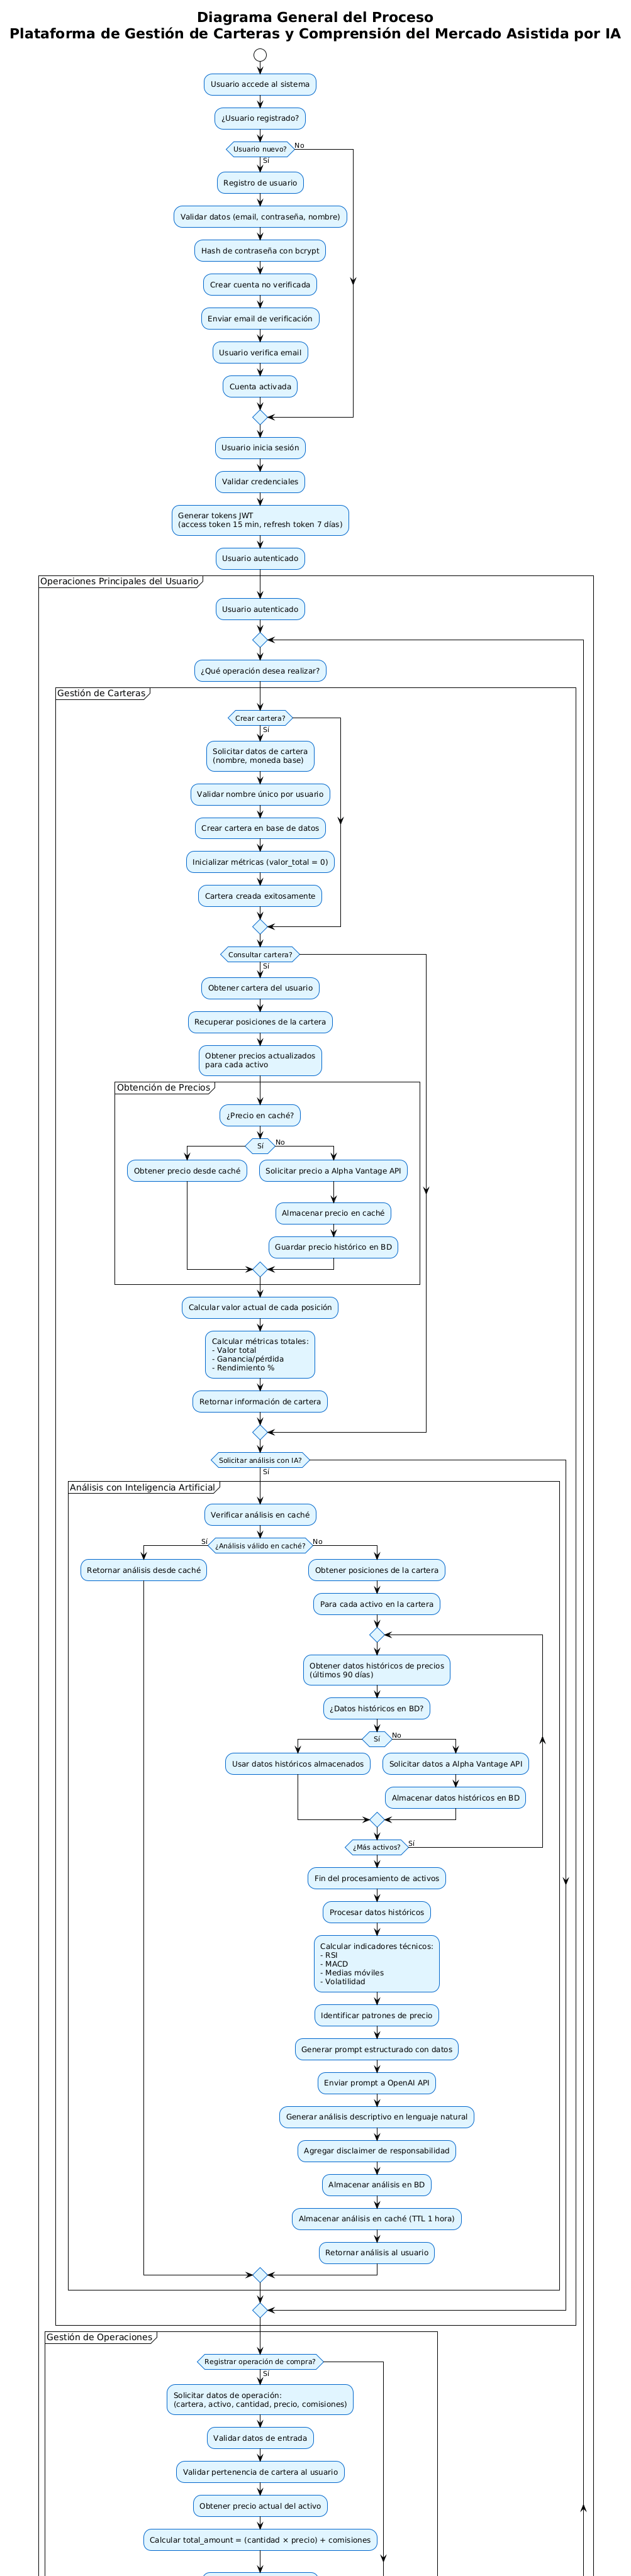 Diagrama General del Proceso
Plataforma de Gestión de Carteras y Comprensión del Mercado Asistida por IA
Usuario accede al sistema
¿Usuario registrado?
Usuario nuevo?
No
Sí
Registro de usuario
Validar datos (email, contraseña, nombre)
Hash de contraseña con bcrypt
Crear cuenta no verificada
Enviar email de verificación
Usuario verifica email
Cuenta activada
Usuario inicia sesión
Validar credenciales
Generar tokens JWT
(access token 15 min, refresh token 7 días)
Usuario autenticado
Operaciones Principales del Usuario
Usuario autenticado
¿Qué operación desea realizar?
Gestión de Carteras
Crear cartera?
Sí
Solicitar datos de cartera
(nombre, moneda base)
Validar nombre único por usuario
Crear cartera en base de datos
Inicializar métricas (valor_total = 0)
Cartera creada exitosamente
Consultar cartera?
Sí
Obtener cartera del usuario
Recuperar posiciones de la cartera
Obtener precios actualizados
para cada activo
Obtención de Precios
¿Precio en caché?
Sí
No
Obtener precio desde caché
Solicitar precio a Alpha Vantage API
Almacenar precio en caché
Guardar precio histórico en BD
Calcular valor actual de cada posición
Calcular métricas totales:
- Valor total
- Ganancia/pérdida
- Rendimiento %
Retornar información de cartera
Solicitar análisis con IA?
Sí
Análisis con Inteligencia Artificial
Verificar análisis en caché
Sí
¿Análisis válido en caché?
No
Retornar análisis desde caché
Obtener posiciones de la cartera
Para cada activo en la cartera
Obtener datos históricos de precios
(últimos 90 días)
¿Datos históricos en BD?
Sí
No
Usar datos históricos almacenados
Solicitar datos a Alpha Vantage API
Almacenar datos históricos en BD
¿Más activos?
Sí
Fin del procesamiento de activos
Procesar datos históricos
Calcular indicadores técnicos:
- RSI
- MACD
- Medias móviles
- Volatilidad
Identificar patrones de precio
Generar prompt estructurado con datos
Enviar prompt a OpenAI API
Generar análisis descriptivo en lenguaje natural
Agregar disclaimer de responsabilidad
Almacenar análisis en BD
Almacenar análisis en caché (TTL 1 hora)
Retornar análisis al usuario
Gestión de Operaciones
Registrar operación de compra?
Sí
Solicitar datos de operación:
(cartera, activo, cantidad, precio, comisiones)
Validar datos de entrada
Validar pertenencia de cartera al usuario
Obtener precio actual del activo
Calcular total_amount = (cantidad × precio) + comisiones